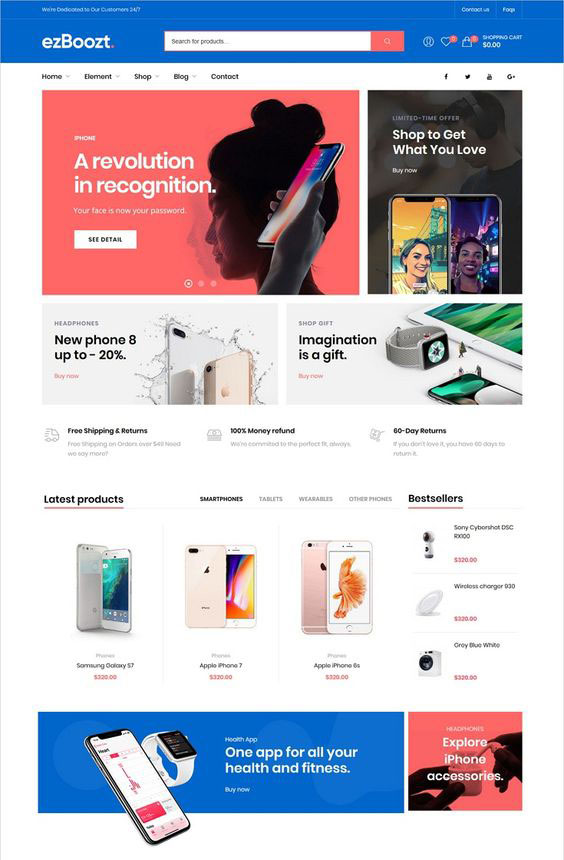 We're Dedicated to Our Customers 24/7
Contact us
Faqs
ezBoozt.
Search for products...
0
0
SHOPPING CART
$0.00
Home
Element
Shop
Blog
Contact
IPHONE
A revolution
in recognition.
Your face is now your password.
SEE DETAIL
LIMITED-TIME OFFER
Shop to Get
What You Love
Buy now
HEADPHONES
New phone 8
up to - 20%.
Buy now
SHOP GIFT
Imagination
is a gift.
Buy now
Free Shipping & Returns
Free Shipping on Orders over $49 Need
we say more?
100% Money refund
We're commited to the perfect fit, always.
60-Day Returns
If you don't love it, you have 60 days to
return it.
Latest products
SMARTPHONES
TABLETS
WEARABLES
OTHER PHONES
Bestsellers
Phones
Samsung Galaxy S7
$320.00
Phones
Apple iPhone 7
$320.00
Phones
Apple iPhone 6s
$320.00
Sony Cybershot DSC
RX100
$320.00
Wireless charger 930
$320.00
Grey Blue White
$320.00
Heart
Health App
One app for all your
health and fitness.
Buy now
HEADPHONES
Explore
iPhone
accessories.